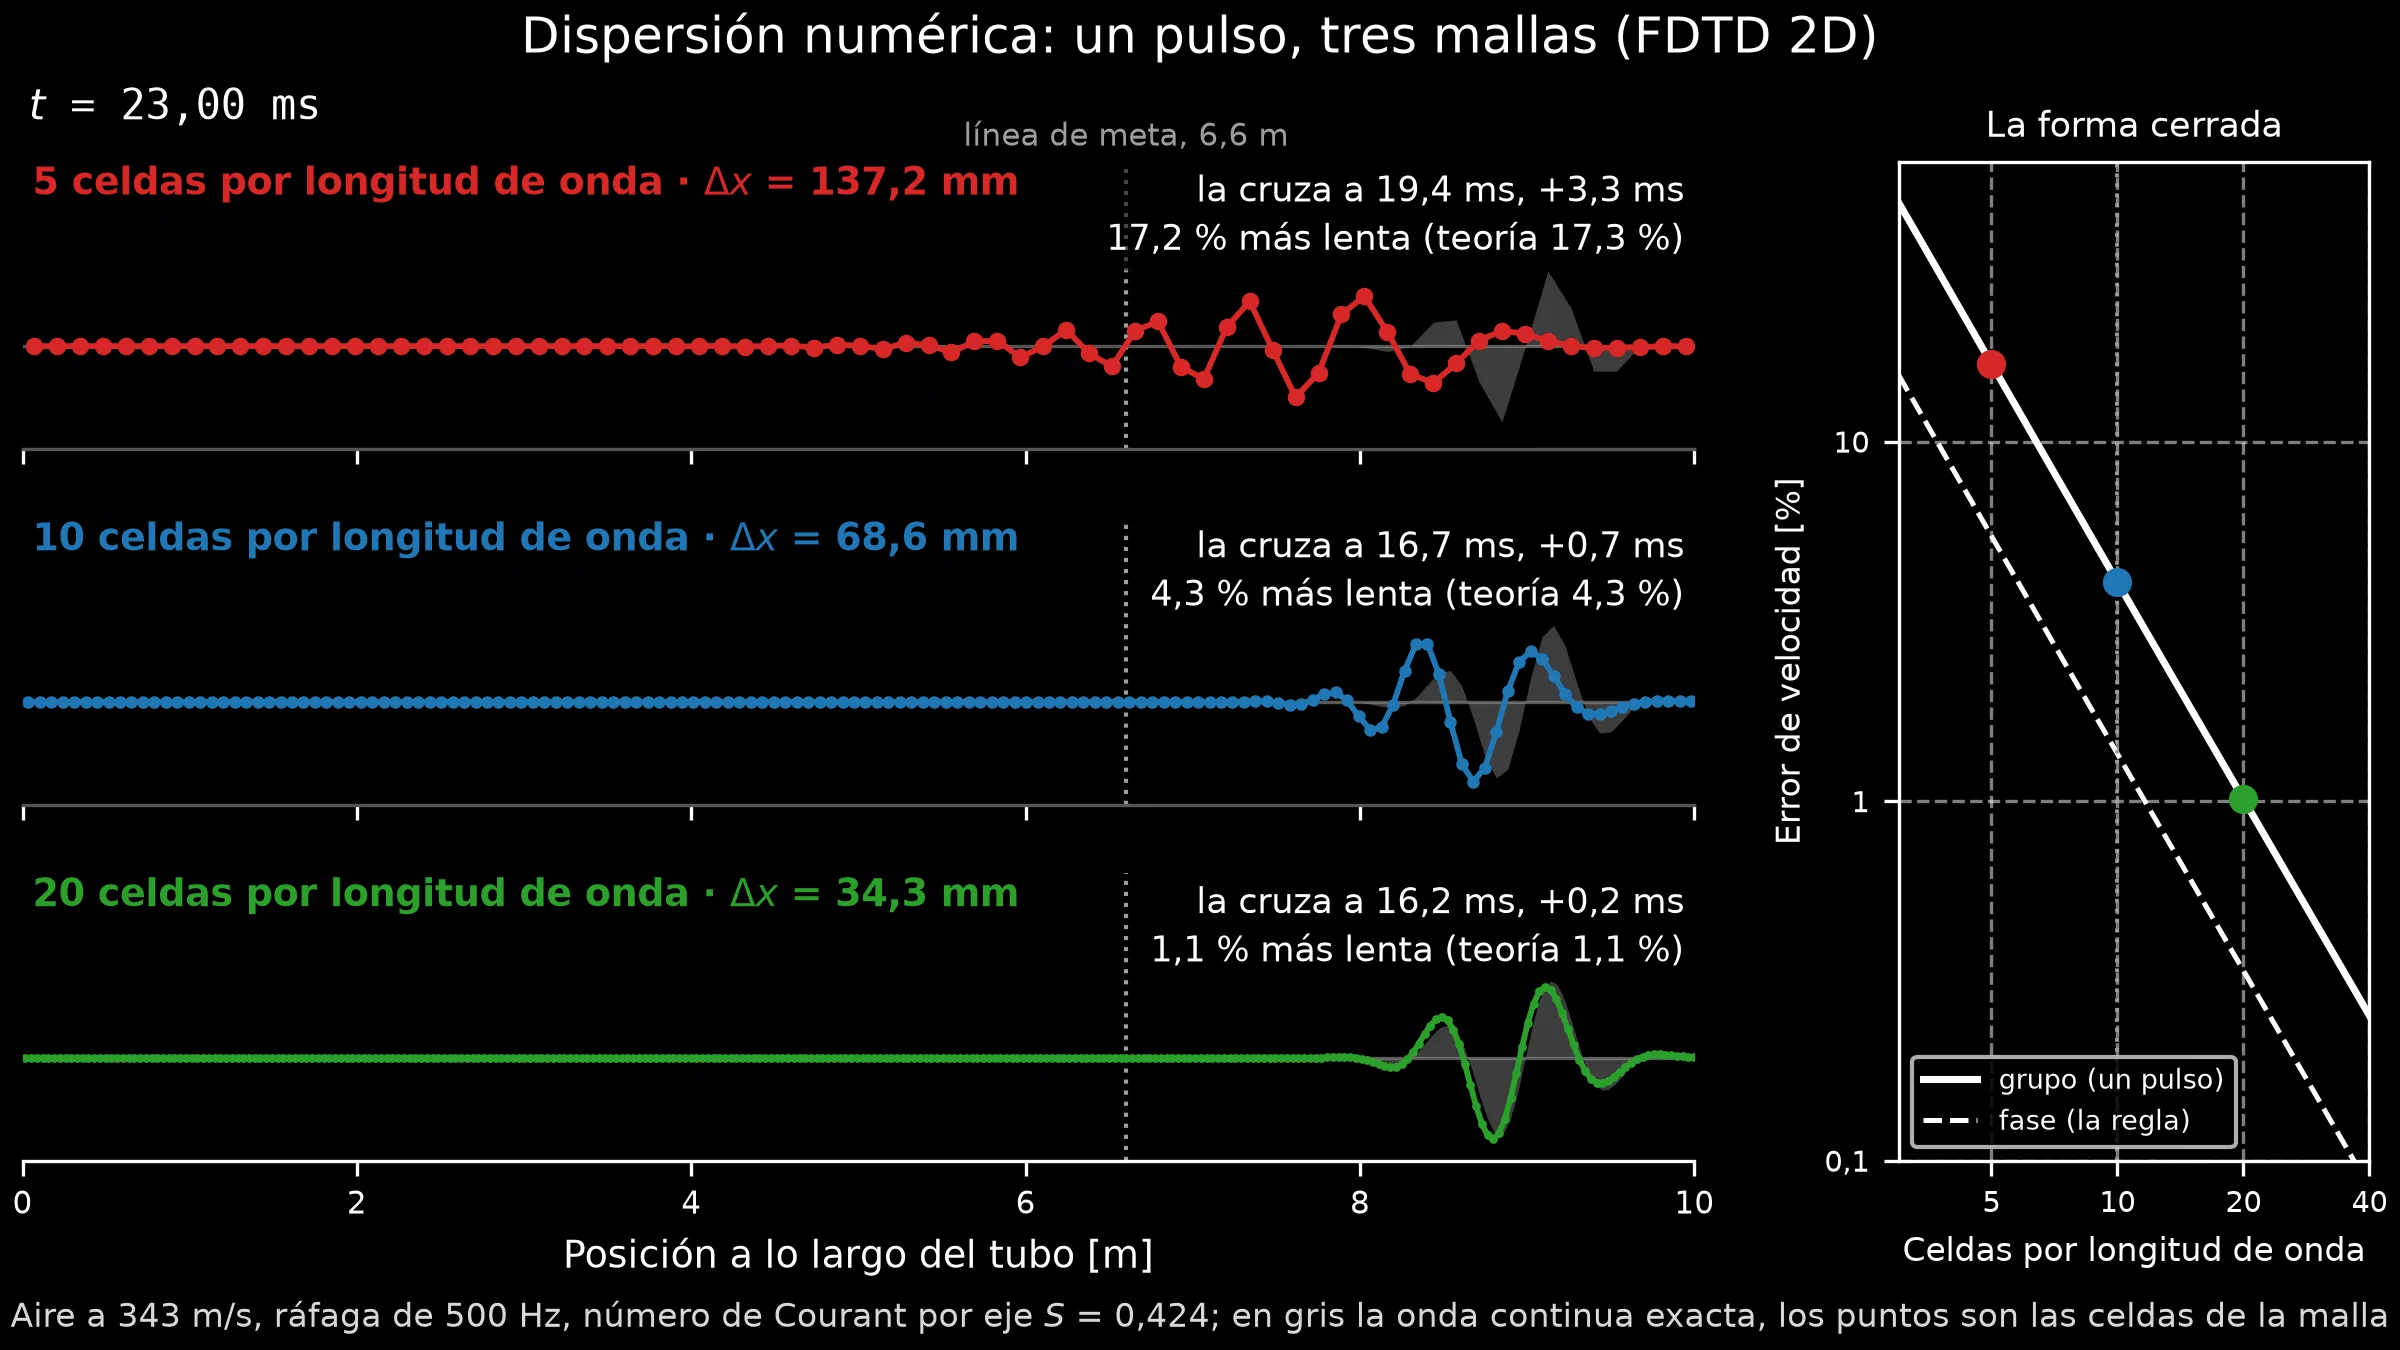 Dispersión numérica: un pulso, tres mallas (FDTD 2D)
t = 23,00 ms
línea de meta, 6,6 m
5 celdas por longitud de onda · Δx = 137,2 mm
la cruza a 19,4 ms, +3,3 ms
17,2 % más lenta (teoría 17,3 %)
10 celdas por longitud de onda · Δx = 68,6 mm
la cruza a 16,7 ms, +0,7 ms
4,3 % más lenta (teoría 4,3 %)
20 celdas por longitud de onda · Δx = 34,3 mm
la cruza a 16,2 ms, +0,2 ms
1,1 % más lenta (teoría 1,1 %)
0 2 4 6 8 10
Posición a lo largo del tubo [m]
La forma cerrada
Error de velocidad [%]
10
1
0,1
grupo (un pulso)
fase (la regla)
5 10 20 40
Celdas por longitud de onda
Aire a 343 m/s, ráfaga de 500 Hz, número de Courant por eje S = 0,424; en gris la onda continua exacta, los puntos son las celdas de la malla